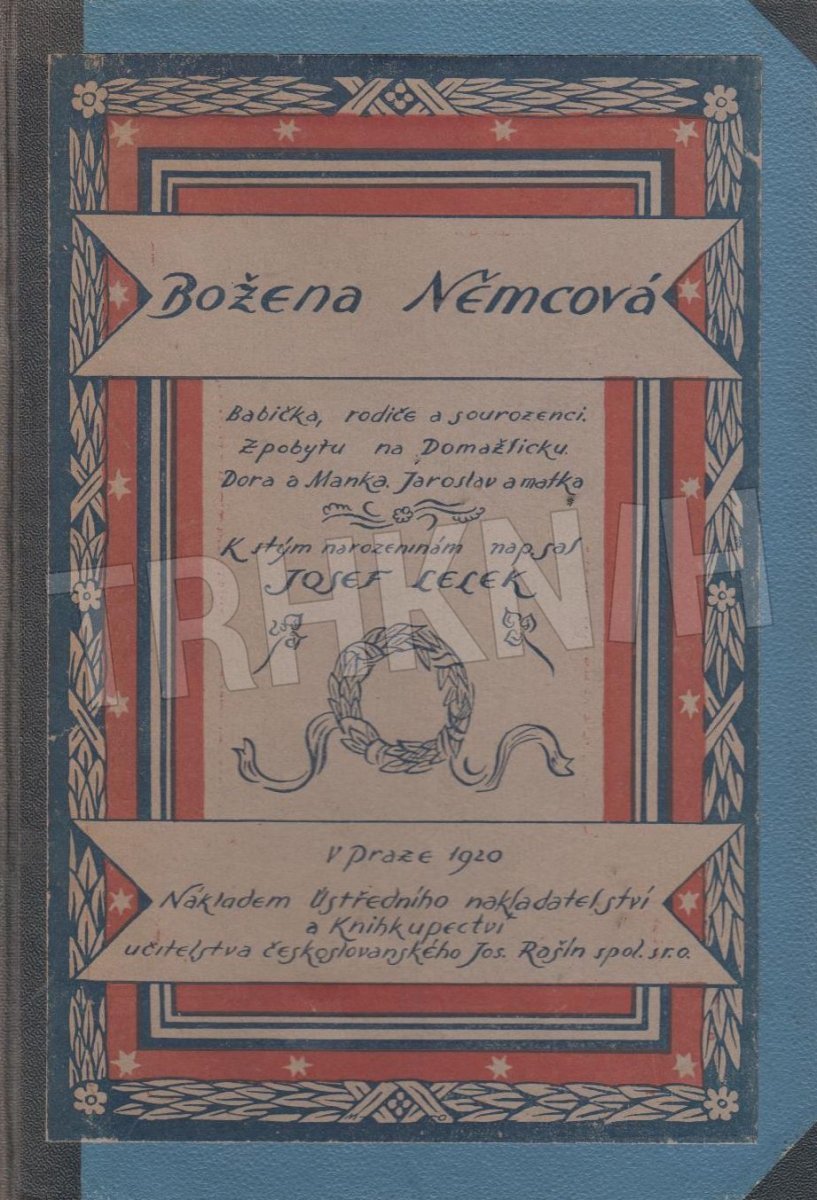 Božena Němcová
Babička, rodiče a sourozenci.
Z pobytu na Domažlicku.
Dora a Manka. Jaroslav a matka
K stým narozeninám napsal
JOSEF LELEK
V Praze 1920
Nákladem Ústředního nakladatelství
a Knihkupectví
učitelstva českoslovanského Jos. Rašín spol. s r. o.
TRHKNIH